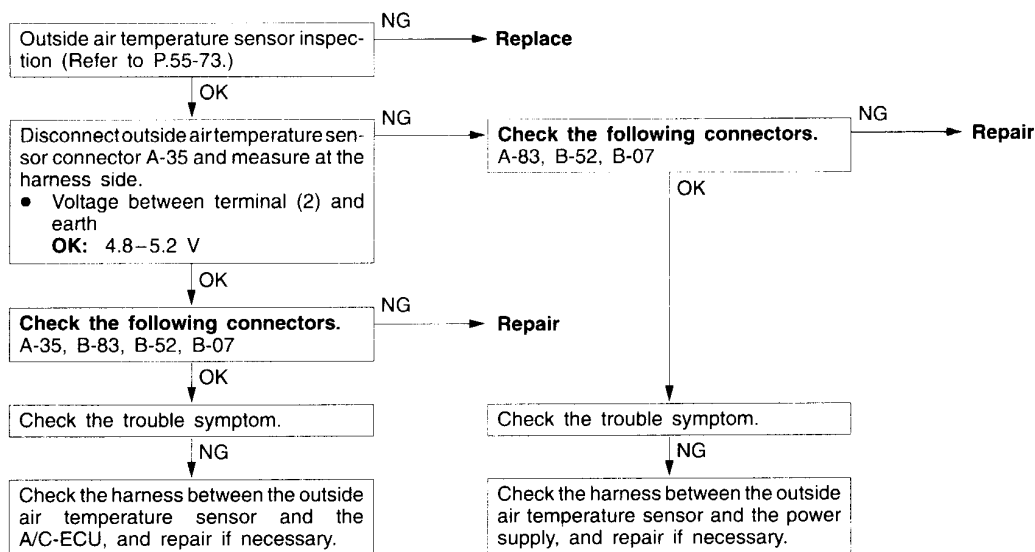 Outside air temperature sensor inspec-
tion (Refer to P.55-73.)
NG
Replace
OK
Disconnect outside air temperature sen-
sor connector A-35 and measure at the
harness side.
● Voltage between terminal (2) and
earth
OK: 4.8–5.2 V
NG
Check the following connectors.
A-83, B-52, B-07
NG
Repair
OK
OK
Check the following connectors.
A-35, B-83, B-52, B-07
NG
Repair
OK
Check the trouble symptom.
NG
Check the harness between the outside
air temperature sensor and the
A/C-ECU, and repair if necessary.
Check the trouble symptom.
NG
Check the harness between the outside
air temperature sensor and the power
supply, and repair if necessary.